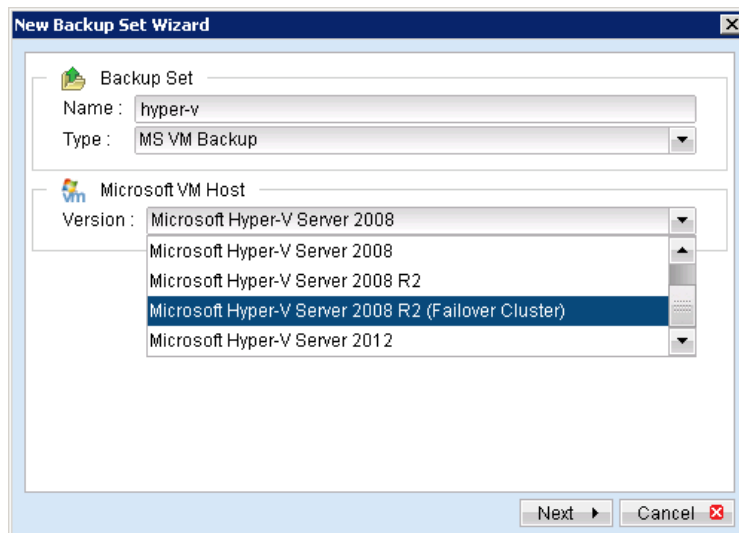 New Backup Set Wizard
Backup Set
Name : hyper-v
Type : MS VM Backup
Microsoft VM Host
Version : Microsoft Hyper-V Server 2008
Microsoft Hyper-V Server 2008
Microsoft Hyper-V Server 2008 R2
Microsoft Hyper-V Server 2008 R2 (Failover Cluster)
Microsoft Hyper-V Server 2012
Next Cancel